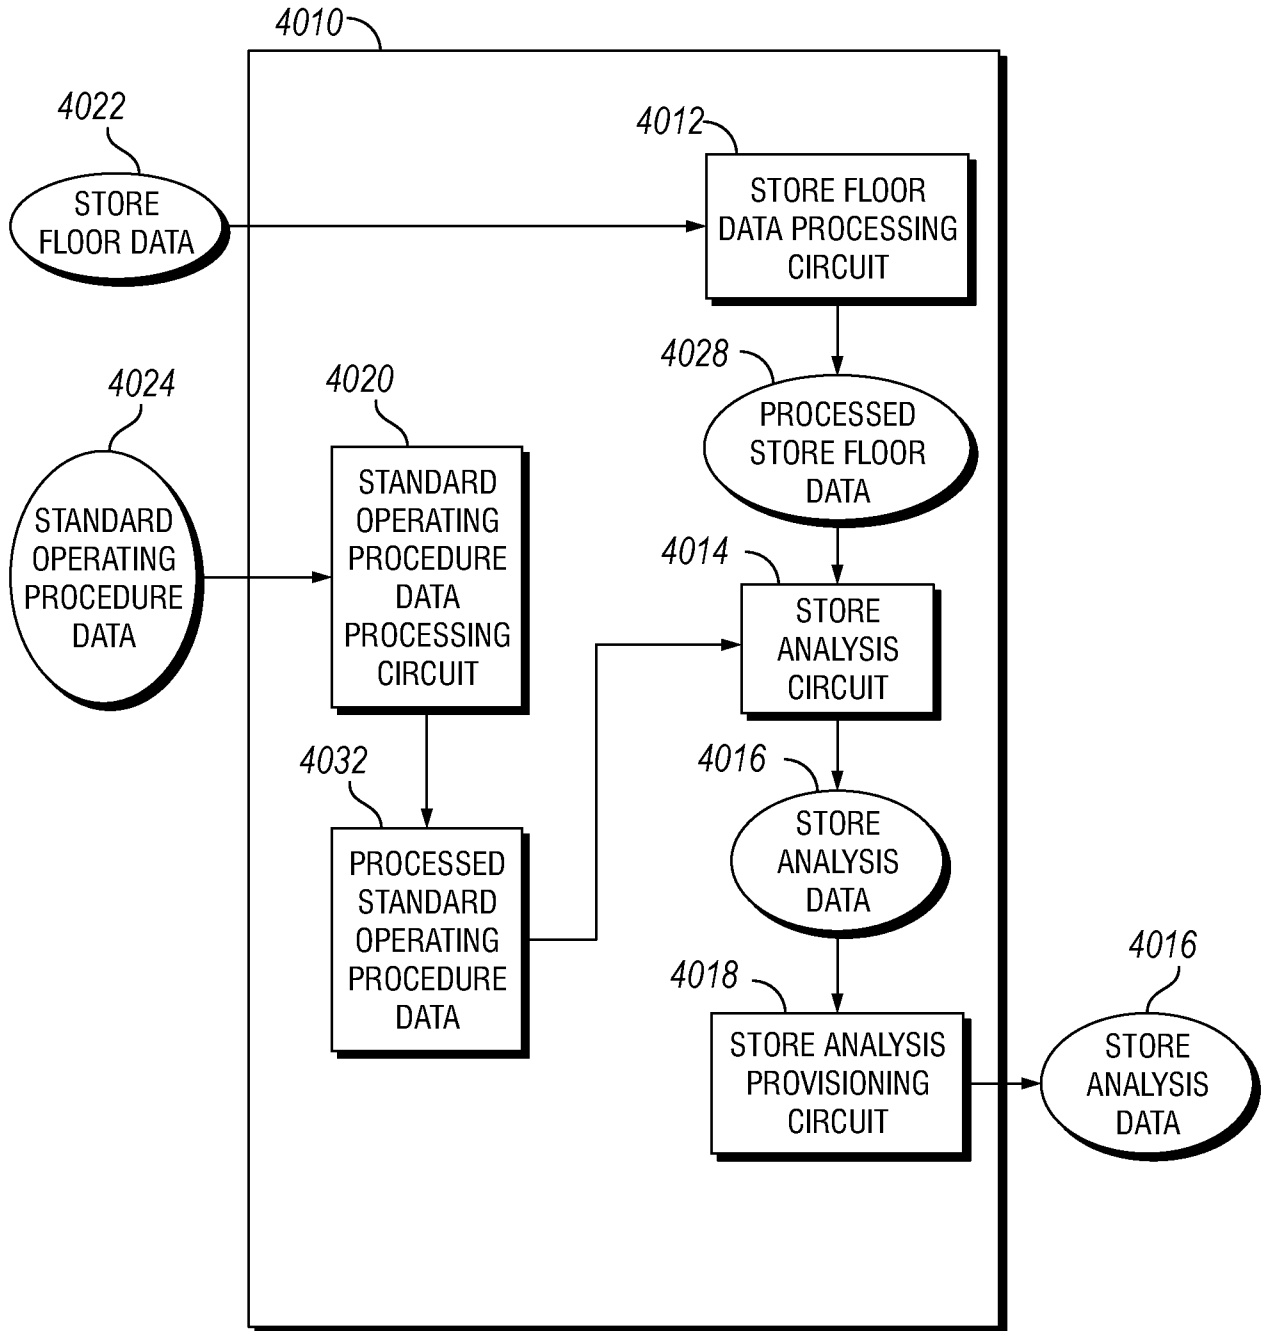 4010
4022
STORE
FLOOR DATA
4012
STORE FLOOR
DATA PROCESSING
CIRCUIT
4028
PROCESSED
STORE FLOOR
DATA
4024
STANDARD
OPERATING
PROCEDURE
DATA
4020
STANDARD
OPERATING
PROCEDURE
DATA
PROCESSING
CIRCUIT
4014
STORE
ANALYSIS
CIRCUIT
4032
PROCESSED
STANDARD
OPERATING
PROCEDURE
DATA
4016
STORE
ANALYSIS
DATA
4018
STORE ANALYSIS
PROVISIONING
CIRCUIT
4016
STORE
ANALYSIS
DATA